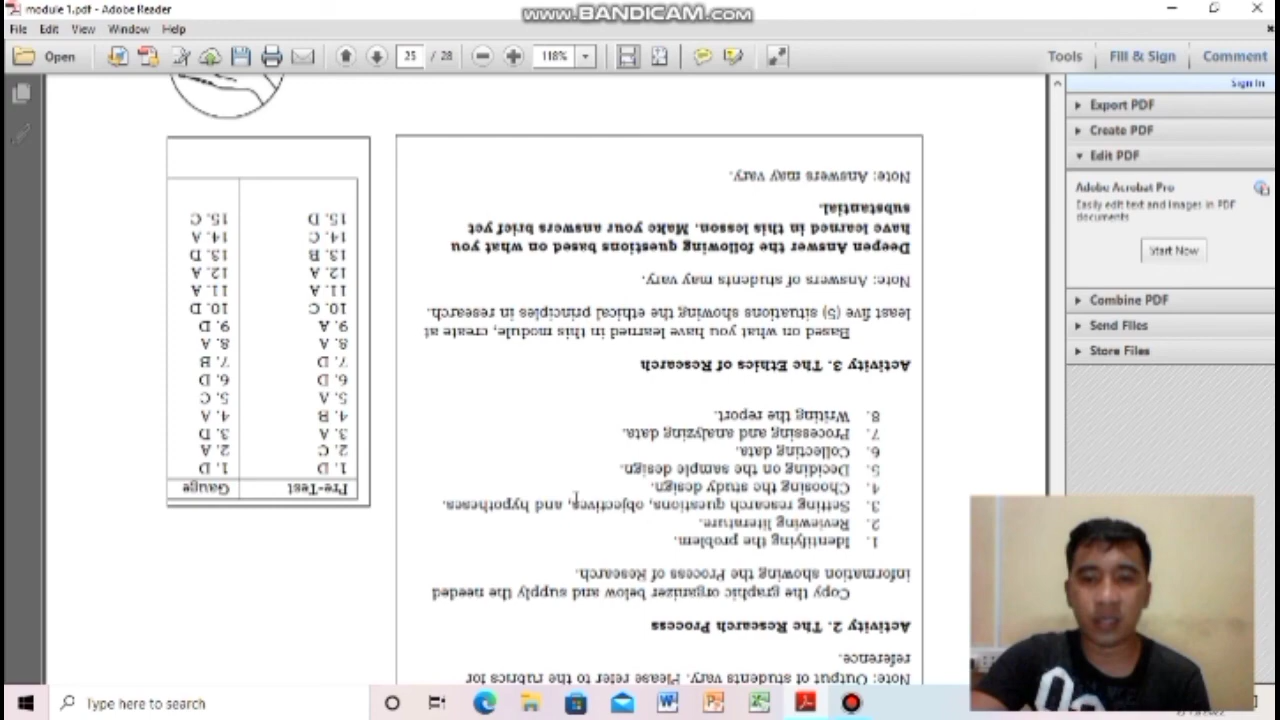 module 1.pdf - Adobe Reader
www.BANDICAM.com
File Edit View Window Help
Open
25 / 28
118%
Tools
Fill & Sign
Comment
Sign In
Export PDF
Create PDF
Edit PDF
Adobe Acrobat Pro
Easily edit text and images in PDF
documents
Start Now
Combine PDF
Send Files
Store Files
Note: Output of students vary. Please refer to the rubrics for
reference.
Activity 2. The Research Process
Copy the graphic organizer below and supply the needed
information showing the Process of Research.
1. Identifying the problem.
2. Reviewing literature.
3. Setting research questions, objectives, and hypotheses.
4. Choosing the study design.
5. Deciding on the sample design.
6. Collecting data.
7. Processing and analyzing data.
8. Writing the report.
Activity 3. The Ethics of Research
Based on what you have learned in this module, create at
least five (5) situations showing the ethical principles in research.
Note: Answers of students may vary.
Deepen Answer the following questions based on what you
have learned in this lesson. Make your answers brief yet
substantial.
Note: Answers may vary.
Pre-Test Gauge
1. D 1. D
2. C 2. A
3. A 3. D
4. B 4. A
5. A 5. C
6. D 6. D
7. D 7. B
8. A 8. A
9. A 9. D
10. C 10. D
11. A 11. A
12. A 12. A
13. B 13. D
14. C 14. A
15. D 15. C
Type here to search